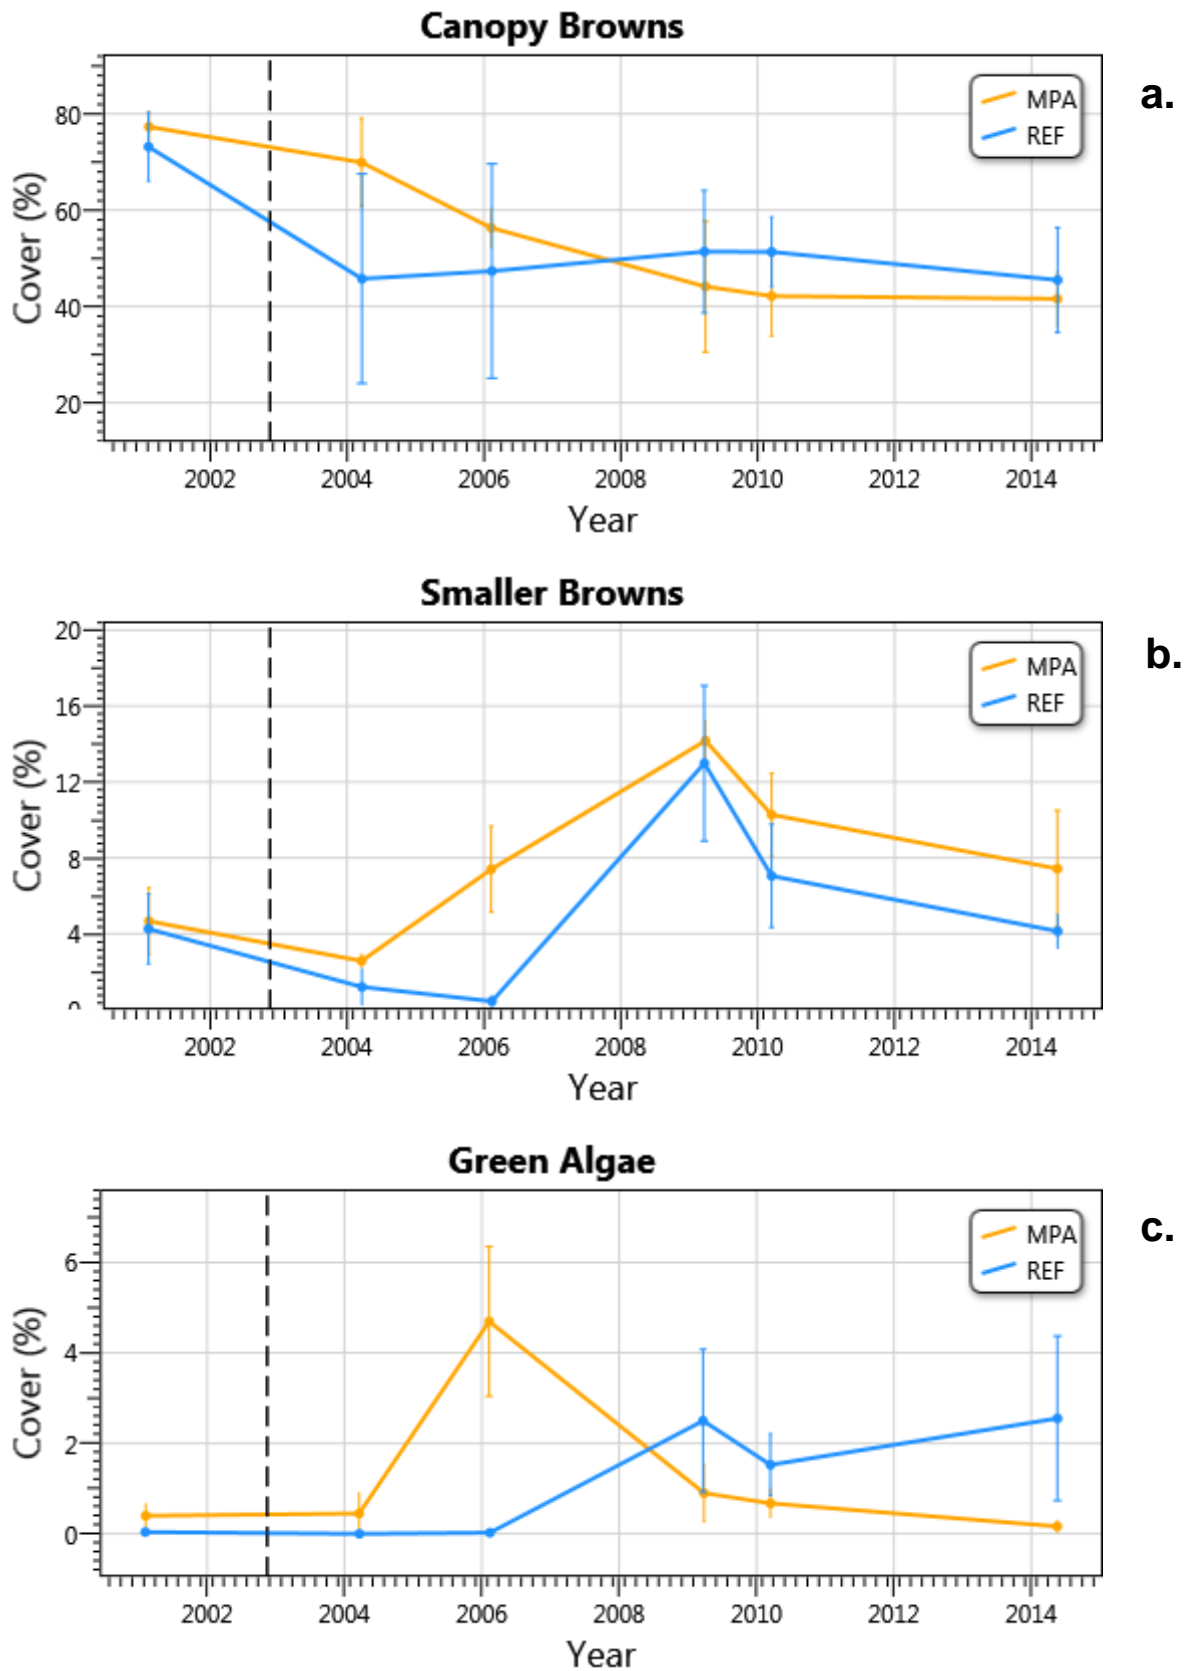 Canopy Browns
a.
MPA
REF
80
60
40
20
Cover (%)
2002 2004 2006 2008 2010 2012 2014
Year
Smaller Browns
b.
MPA
REF
20
16
12
8
4
0
Cover (%)
2002 2004 2006 2008 2010 2012 2014
Year
Green Algae
c.
MPA
REF
6
4
2
0
Cover (%)
2002 2004 2006 2008 2010 2012 2014
Year